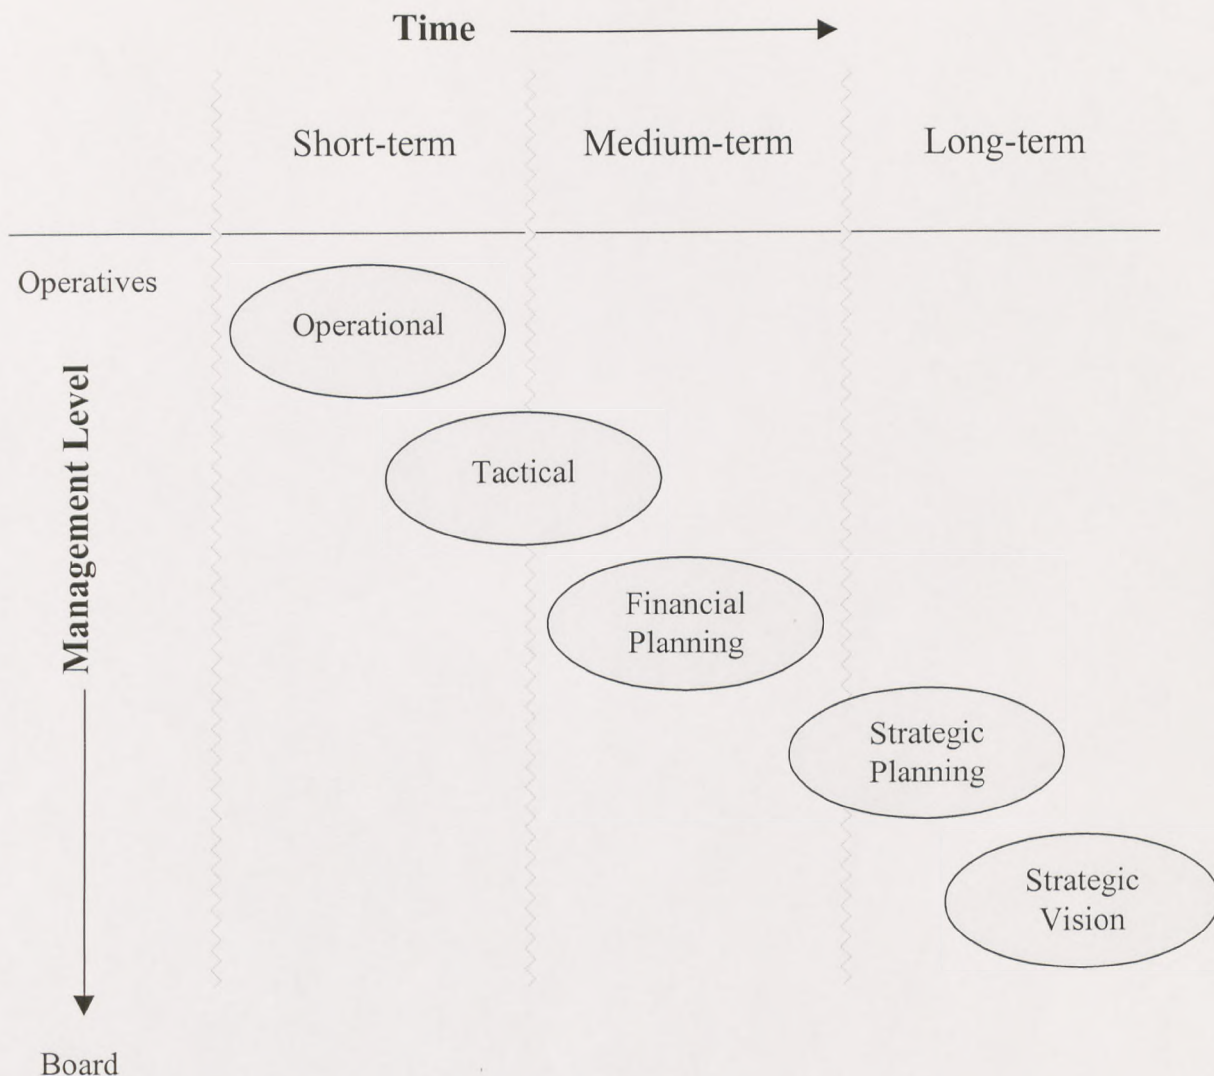 Time
Short-term
Medium-term
Long-term
Operatives
Operational
Management Level
Tactical
Financial
Planning
Strategic
Planning
Strategic
Vision
Board